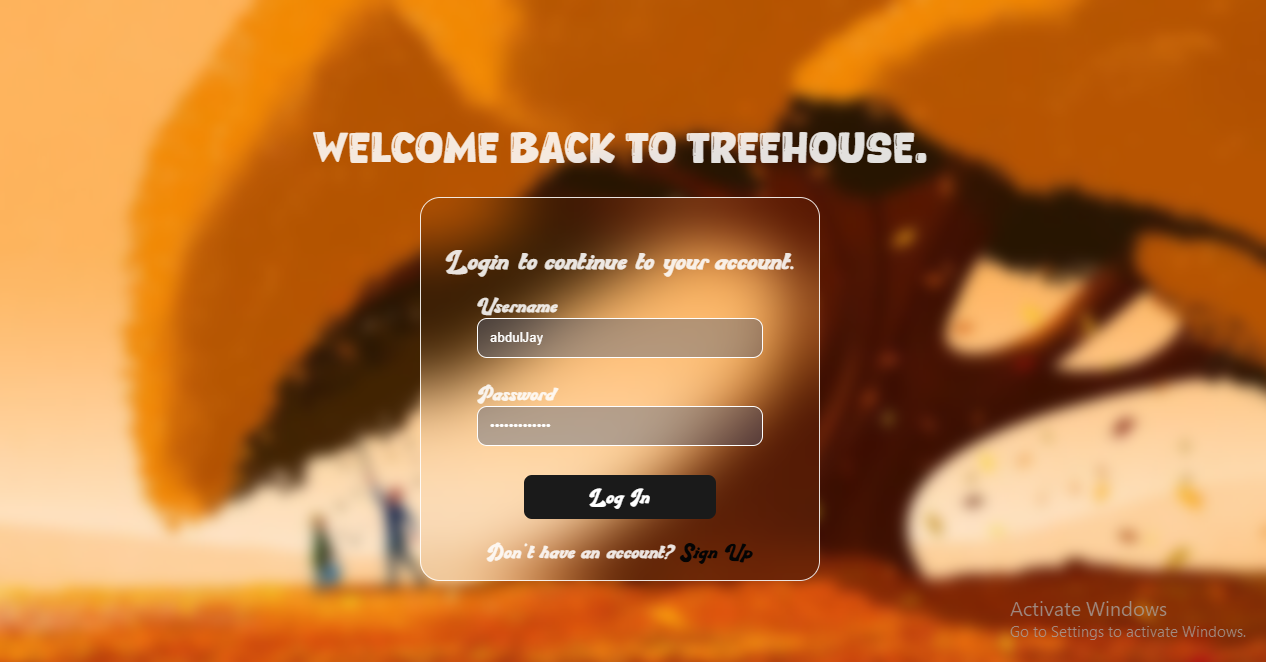 WELCOME BACK TO TREEHOUSE.
Login to continue to your account.
Username
abdulJay
Password
•••••••••••••
Log In
Don't have an account? Sign Up
Activate Windows
Go to Settings to activate Windows.